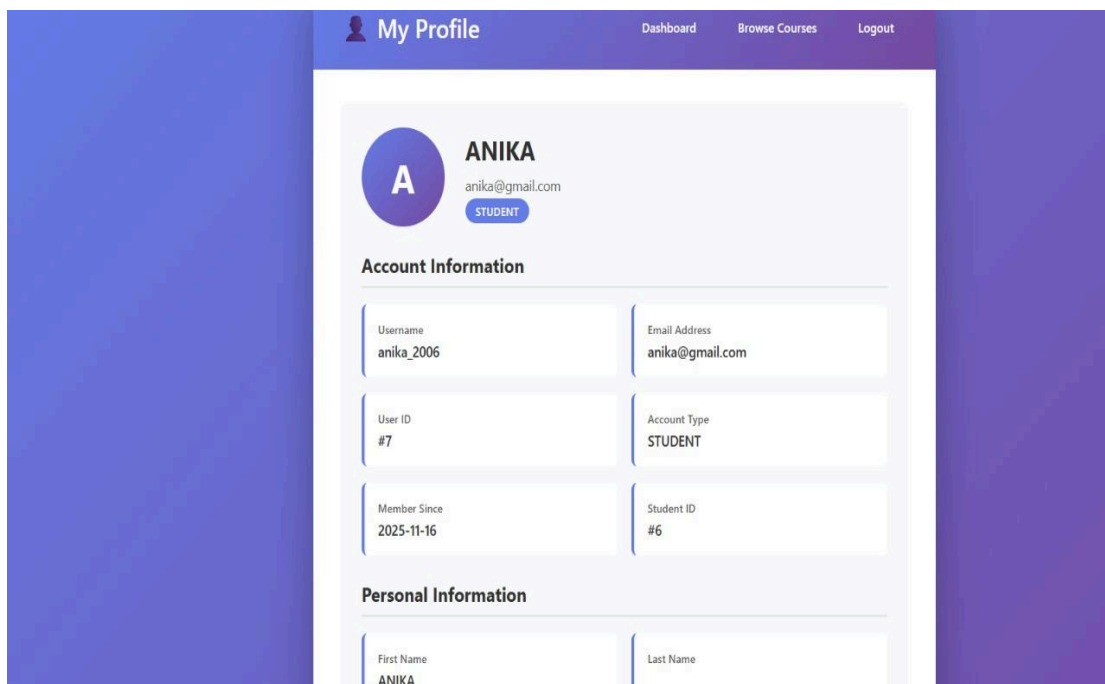 My Profile
Dashboard Browse Courses Logout
A
ANIKA
anika@gmail.com
STUDENT
Account Information
Username
anika_2006
Email Address
anika@gmail.com
User ID
#7
Account Type
STUDENT
Member Since
2025-11-16
Student ID
#6
Personal Information
First Name
ANIKA
Last Name